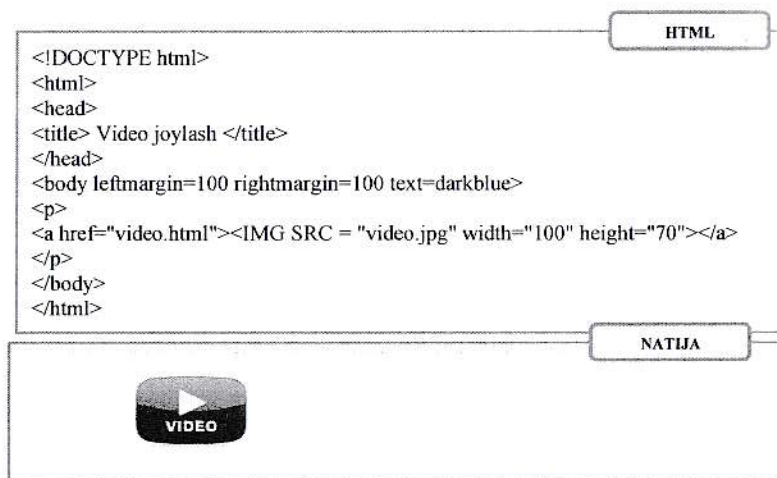 HTML
<!DOCTYPE html>
<html>
<head>
<title> Video joylash </title>
</head>
<body leftmargin=100 rightmargin=100 text=darkblue>
<p>
<a href="video.html"><IMG SRC = "video.jpg" width="100" height="70"></a>
</p>
</body>
</html>
NATIJA
VIDEO